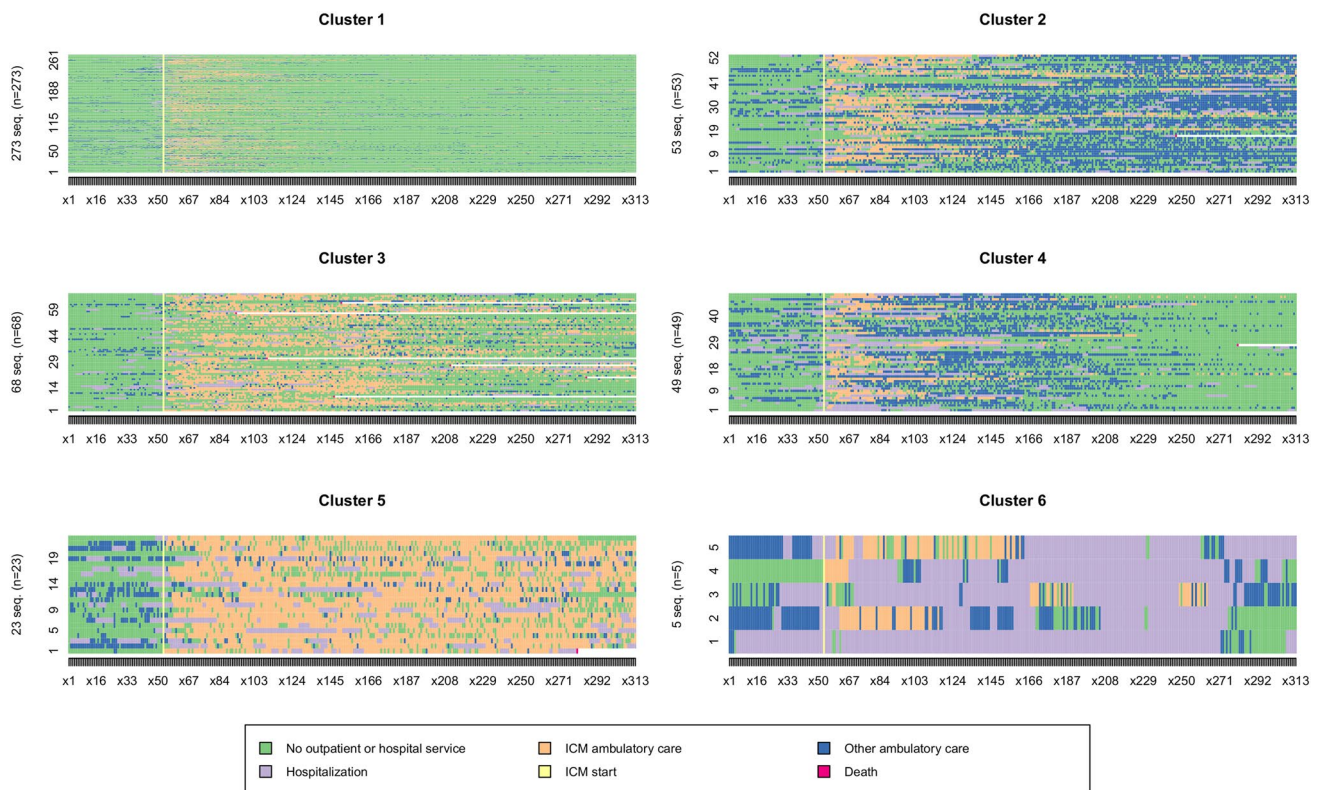 Cluster 1
273 seq. (n=273)
261
188
115
50
1
x1 x16 x33 x50 x67 x84 x103 x124 x145 x166 x187 x208 x229 x250 x271 x292 x313
Cluster 2
53 seq. (n=53)
52
41
30
19
9
1
x1 x16 x33 x50 x67 x84 x103 x124 x145 x166 x187 x208 x229 x250 x271 x292 x313
Cluster 3
68 seq. (n=68)
59
44
29
14
1
x1 x16 x33 x50 x67 x84 x103 x124 x145 x166 x187 x208 x229 x250 x271 x292 x313
Cluster 4
49 seq. (n=49)
40
29
18
9
1
x1 x16 x33 x50 x67 x84 x103 x124 x145 x166 x187 x208 x229 x250 x271 x292 x313
Cluster 5
23 seq. (n=23)
19
14
9
5
1
x1 x16 x33 x50 x67 x84 x103 x124 x145 x166 x187 x208 x229 x250 x271 x292 x313
Cluster 6
5 seq. (n=5)
5
4
3
2
1
x1 x16 x33 x50 x67 x84 x103 x124 x145 x166 x187 x208 x229 x250 x271 x292 x313
No outpatient or hospital service ICM ambulatory care Other ambulatory care
Hospitalization ICM start Death